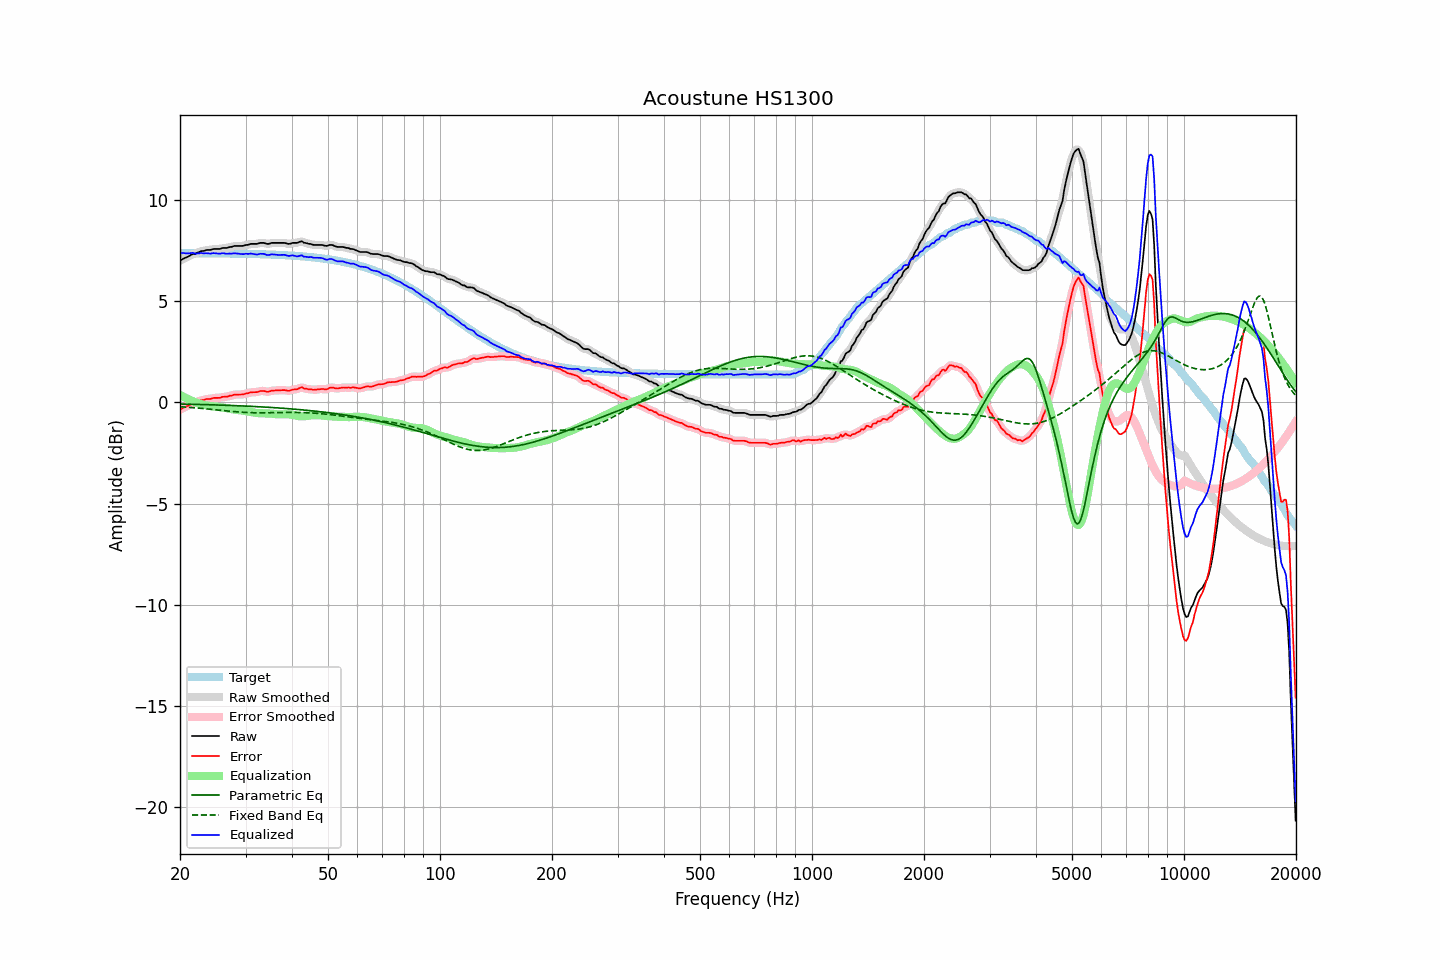 Acoustune HS1300
Amplitude (dBr)
10
5
0
−5
−10
−15
−20
Target
Raw Smoothed
Error Smoothed
Raw
Error
Equalization
Parametric Eq
Fixed Band Eq
Equalized
20 50 100 200 500 1000 2000 5000 10000 20000
Frequency (Hz)